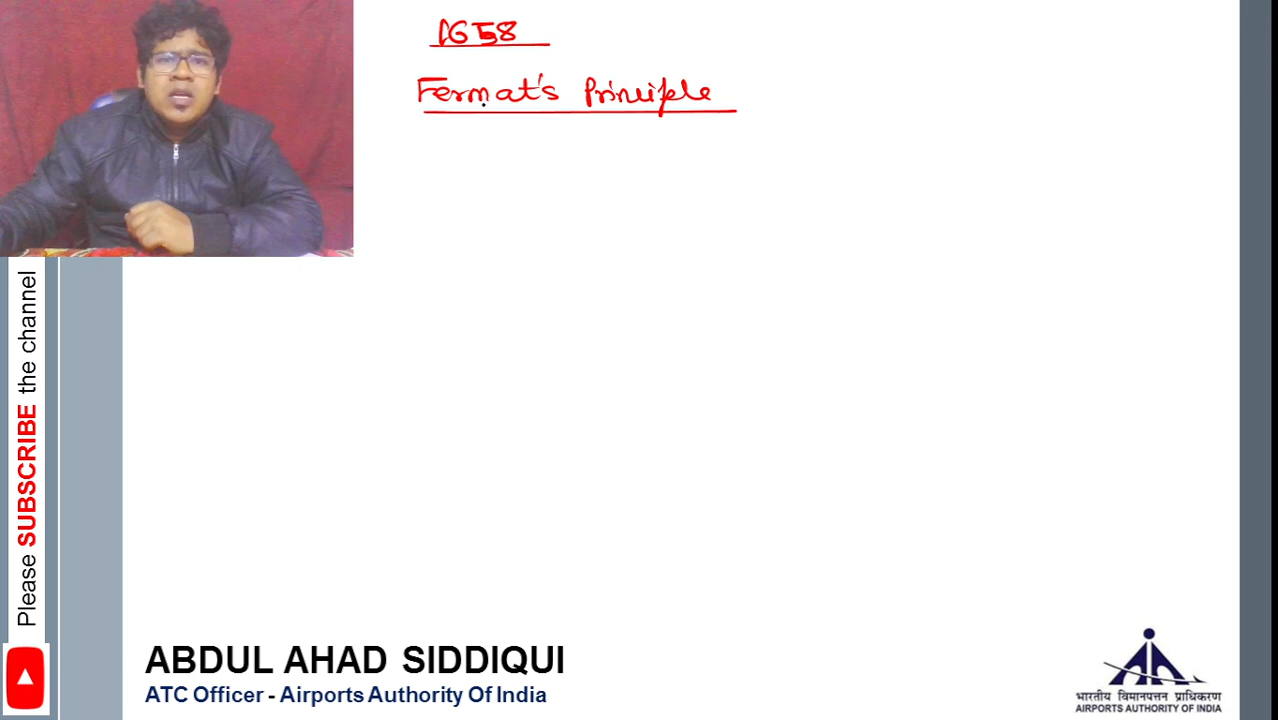 1658
Fermat's Principle
Please SUBSCRIBE the channel
ABDUL AHAD SIDDIQUI
ATC Officer - Airports Authority Of India
भारतीय विमानपत्तन प्राधिकरण
AIRPORTS AUTHORITY OF INDIA